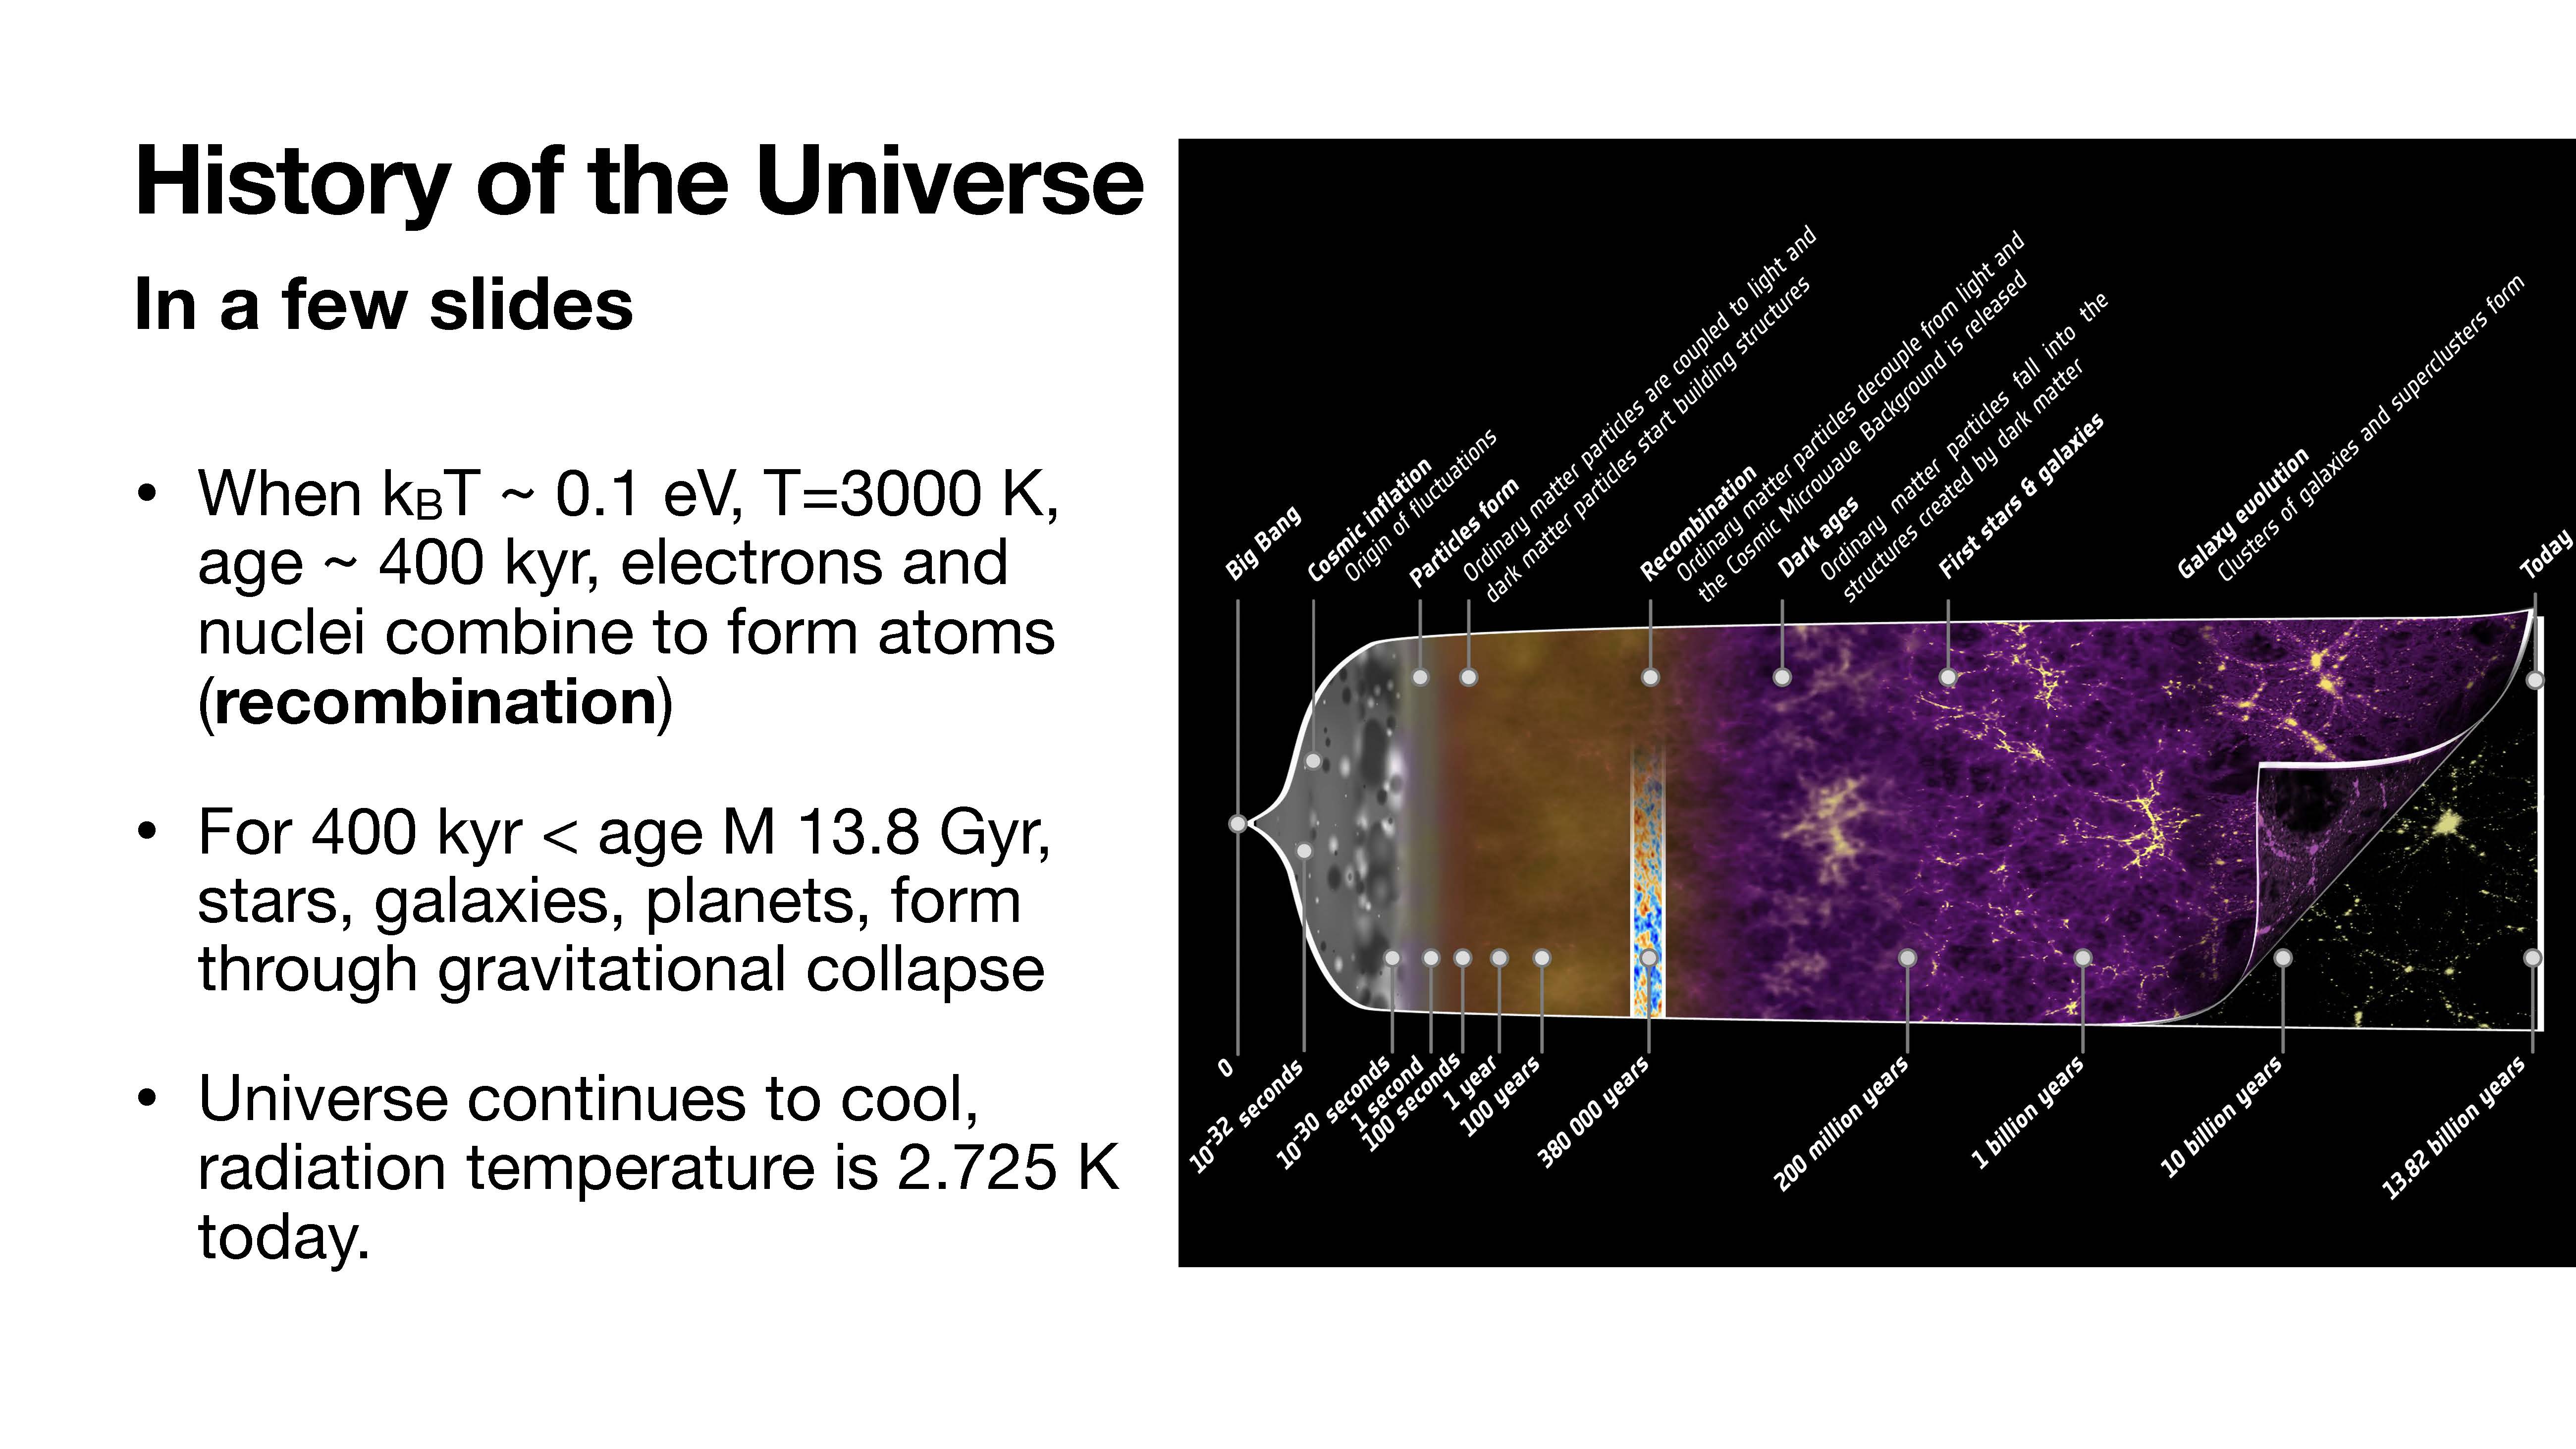 History of the Universe
In a few slides
• When kBT ~ 0.1 eV, T=3000 K,
age ~ 400 kyr, electrons and
nuclei combine to form atoms
(recombination)
• For 400 kyr < age M 13.8 Gyr,
stars, galaxies, planets, form
through gravitational collapse
• Universe continues to cool,
radiation temperature is 2.725 K
today.
Big Bang
Cosmic inflation
Origin of fluctuations
Particles form
Ordinary matter particles are coupled to light and
dark matter particles start building structures
Recombination
Ordinary matter particles decouple from light and
the Cosmic Microwave Background is released
Dark ages
Ordinary matter particles fall into the
structures created by dark matter
First stars & galaxies
Galaxy evolution
Clusters of galaxies and superclusters form
Today
0
10-32 seconds
10-30 seconds
1 second
100 seconds
1 year
100 years
380 000 years
200 million years
1 billion years
10 billion years
13.82 billion years